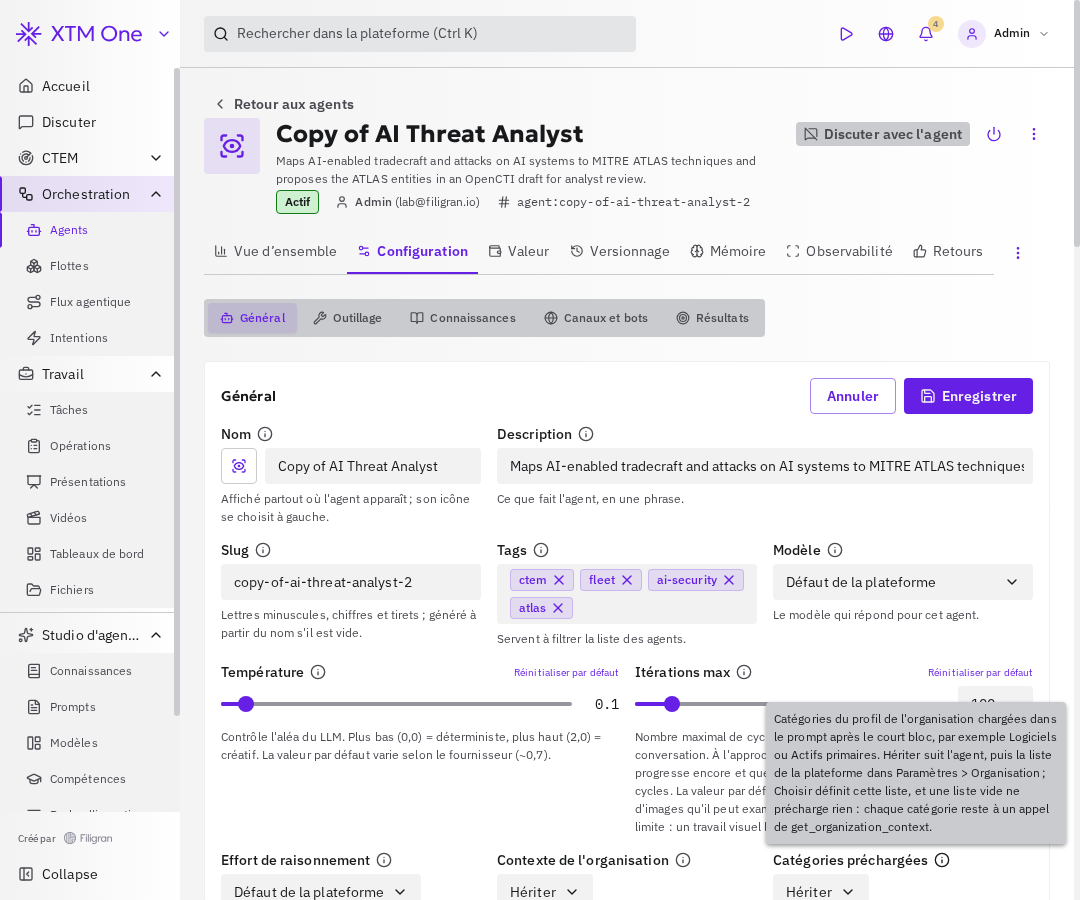 XTM One
Rechercher dans la plateforme (Ctrl K)
4
Admin
Accueil
Discuter
CTEM
Orchestration
Agents
Flottes
Flux agentique
Intentions
Travail
Tâches
Opérations
Présentations
Vidéos
Tableaux de bord
Fichiers
Studio d'agen...
Connaissances
Prompts
Modèles
Compétences
Créé par Filigran
Collapse
Retour aux agents
Copy of AI Threat Analyst
Maps AI-enabled tradecraft and attacks on AI systems to MITRE ATLAS techniques and
proposes the ATLAS entities in an OpenCTI draft for analyst review.
Discuter avec l'agent
Actif
Admin (lab@filigran.io)
agent:copy-of-ai-threat-analyst-2
Vue d'ensemble
Configuration
Valeur
Versionnage
Mémoire
Observabilité
Retours
Général
Outillage
Connaissances
Canaux et bots
Résultats
Général
Annuler
Enregistrer
Nom
Copy of AI Threat Analyst
Affiché partout où l'agent apparaît ; son icône
se choisit à gauche.
Description
Maps AI-enabled tradecraft and attacks on AI systems to MITRE ATLAS techniques
Ce que fait l'agent, en une phrase.
Slug
copy-of-ai-threat-analyst-2
Lettres minuscules, chiffres et tirets ; généré à
partir du nom s'il est vide.
Tags
ctem
fleet
ai-security
atlas
Servent à filtrer la liste des agents.
Modèle
Défaut de la plateforme
Le modèle qui répond pour cet agent.
Température
Réinitialiser par défaut
0.1
Contrôle l'aléa du LLM. Plus bas (0,0) = déterministe, plus haut (2,0) =
créatif. La valeur par défaut varie selon le fournisseur (~0,7).
Itérations max
Réinitialiser par défaut
Nombre maximal de
conversation. À
progresse encore et
cycles. La valeur par
d'images qu'il peut
limite : un travail visuel
Catégories du profil de l'organisation chargées dans
le prompt après le court bloc, par exemple Logiciels
ou Actifs primaires. Hériter suit l'agent, puis la liste
de la plateforme dans Paramètres > Organisation ;
Choisir définit cette liste, et une liste vide ne
précharge rien : chaque catégorie reste à un appel
de get_organization_context.
Effort de raisonnement
Défaut de la plateforme
Contexte de l'organisation
Hériter
Catégories préchargées
Hériter